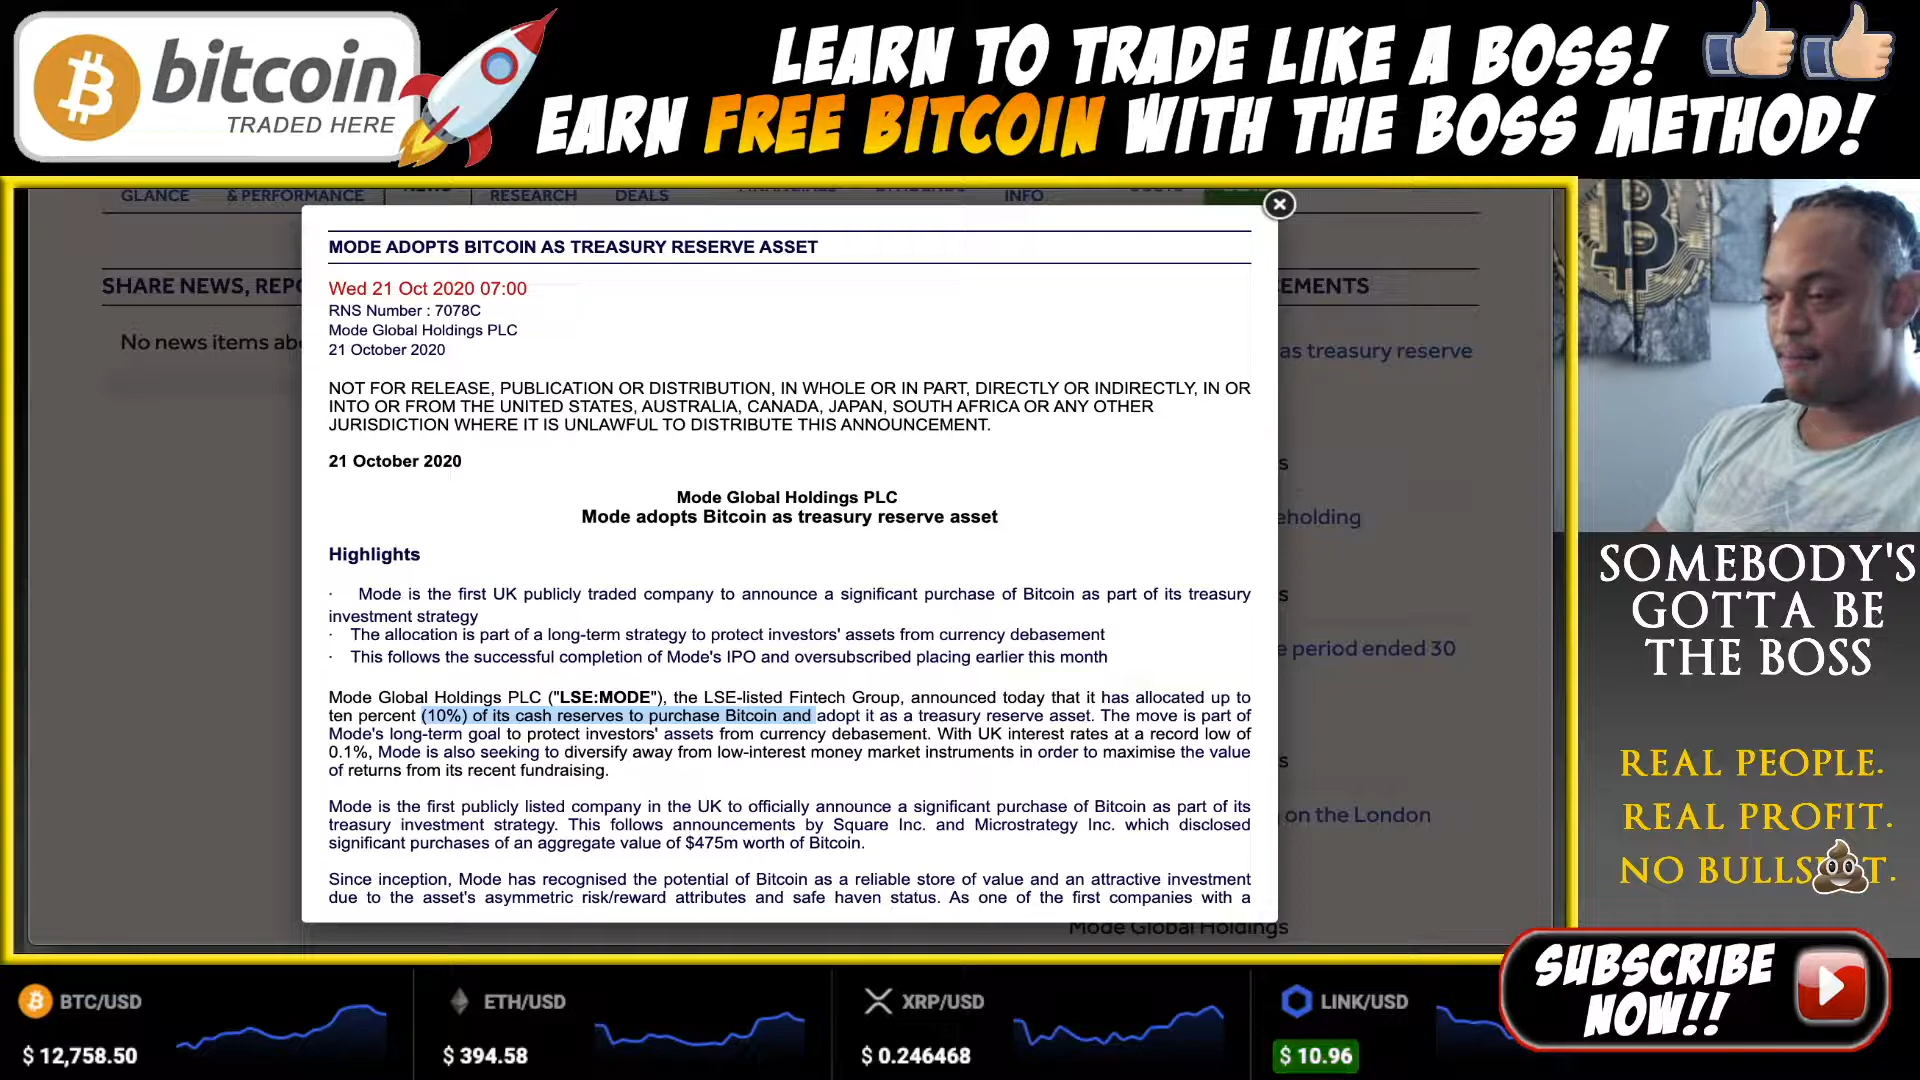 bitcoin
TRADED HERE
LEARN TO TRADE LIKE A BOSS!
EARN FREE BITCOIN WITH THE BOSS METHOD!
GLANCE
& PERFORMANCE
NEWS
RESEARCH
DEALS
INFO
SHARE NEWS, REPO
No news items abo
MODE ADOPTS BITCOIN AS TREASURY RESERVE ASSET
Wed 21 Oct 2020 07:00
RNS Number : 7078C
Mode Global Holdings PLC
21 October 2020
NOT FOR RELEASE, PUBLICATION OR DISTRIBUTION, IN WHOLE OR IN PART, DIRECTLY OR INDIRECTLY, IN OR
INTO OR FROM THE UNITED STATES, AUSTRALIA, CANADA, JAPAN, SOUTH AFRICA OR ANY OTHER
JURISDICTION WHERE IT IS UNLAWFUL TO DISTRIBUTE THIS ANNOUNCEMENT.
21 October 2020
Mode Global Holdings PLC
Mode adopts Bitcoin as treasury reserve asset
Highlights
· Mode is the first UK publicly traded company to announce a significant purchase of Bitcoin as part of its treasury
investment strategy
· The allocation is part of a long-term strategy to protect investors' assets from currency debasement
· This follows the successful completion of Mode's IPO and oversubscribed placing earlier this month
Mode Global Holdings PLC ("LSE:MODE"), the LSE-listed Fintech Group, announced today that it has allocated up to
ten percent (10%) of its cash reserves to purchase Bitcoin and adopt it as a treasury reserve asset. The move is part of
Mode's long-term goal to protect investors' assets from currency debasement. With UK interest rates at a record low of
0.1%, Mode is also seeking to diversify away from low-interest money market instruments in order to maximise the value
of returns from its recent fundraising.
Mode is the first publicly listed company in the UK to officially announce a significant purchase of Bitcoin as part of its
treasury investment strategy. This follows announcements by Square Inc. and Microstrategy Inc. which disclosed
significant purchases of an aggregate value of $475m worth of Bitcoin.
Since inception, Mode has recognised the potential of Bitcoin as a reliable store of value and an attractive investment
due to the asset's asymmetric risk/reward attributes and safe haven status. As one of the first companies with a
EMENTS
as treasury reserve
s
eholding
s
e period ended 30
s
on the London
Mode Global Holdings
SOMEBODY'S
GOTTA BE
THE BOSS
REAL PEOPLE.
REAL PROFIT.
NO BULLS T.
SUBSCRIBE
NOW!!
BTC/USD
$ 12,758.50
ETH/USD
$ 394.58
XRP/USD
$ 0.246468
LINK/USD
$ 10.96